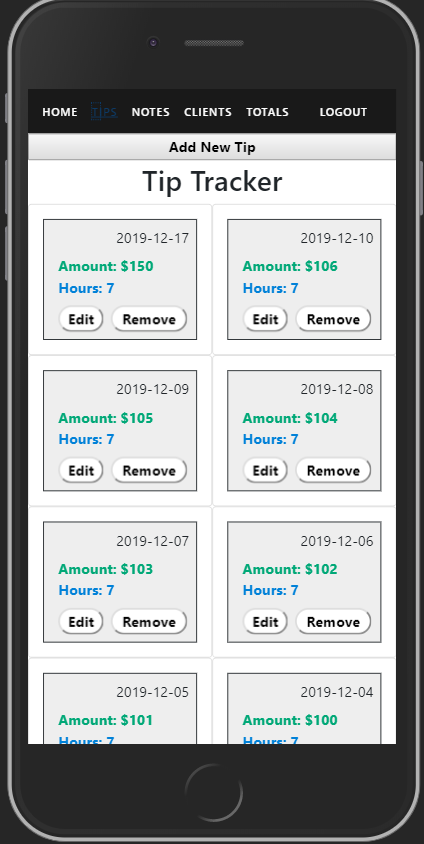 HOME TIPS NOTES CLIENTS TOTALS LOGOUT
Add New Tip
Tip Tracker
2019-12-17
Amount: $150
Hours: 7
Edit Remove
2019-12-10
Amount: $106
Hours: 7
Edit Remove
2019-12-09
Amount: $105
Hours: 7
Edit Remove
2019-12-08
Amount: $104
Hours: 7
Edit Remove
2019-12-07
Amount: $103
Hours: 7
Edit Remove
2019-12-06
Amount: $102
Hours: 7
Edit Remove
2019-12-05
Amount: $101
Hours: 7
2019-12-04
Amount: $100
Hours: 7